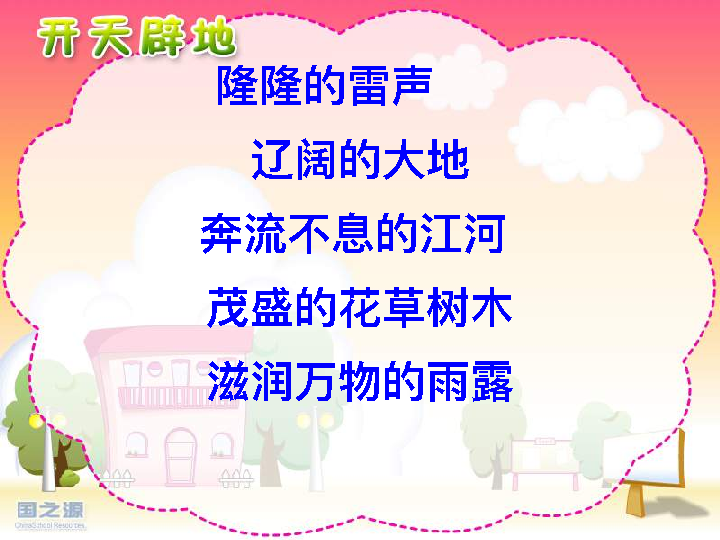 开天辟地
隆隆的雷声
辽阔的大地
奔流不息的江河
茂盛的花草树木
滋润万物的雨露
国之源